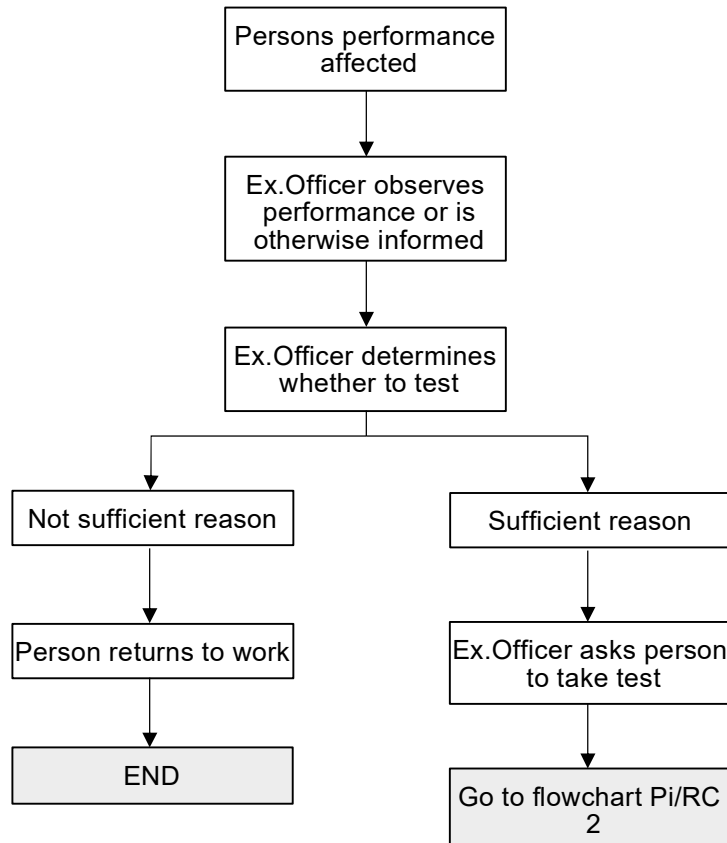 Persons performance
affected
Ex.Officer observes
performance or is
otherwise informed
Ex.Officer determines
whether to test
Not sufficient reason
Sufficient reason
Person returns to work
Ex.Officer asks person
to take test
END
Go to flowchart Pi/RC
2